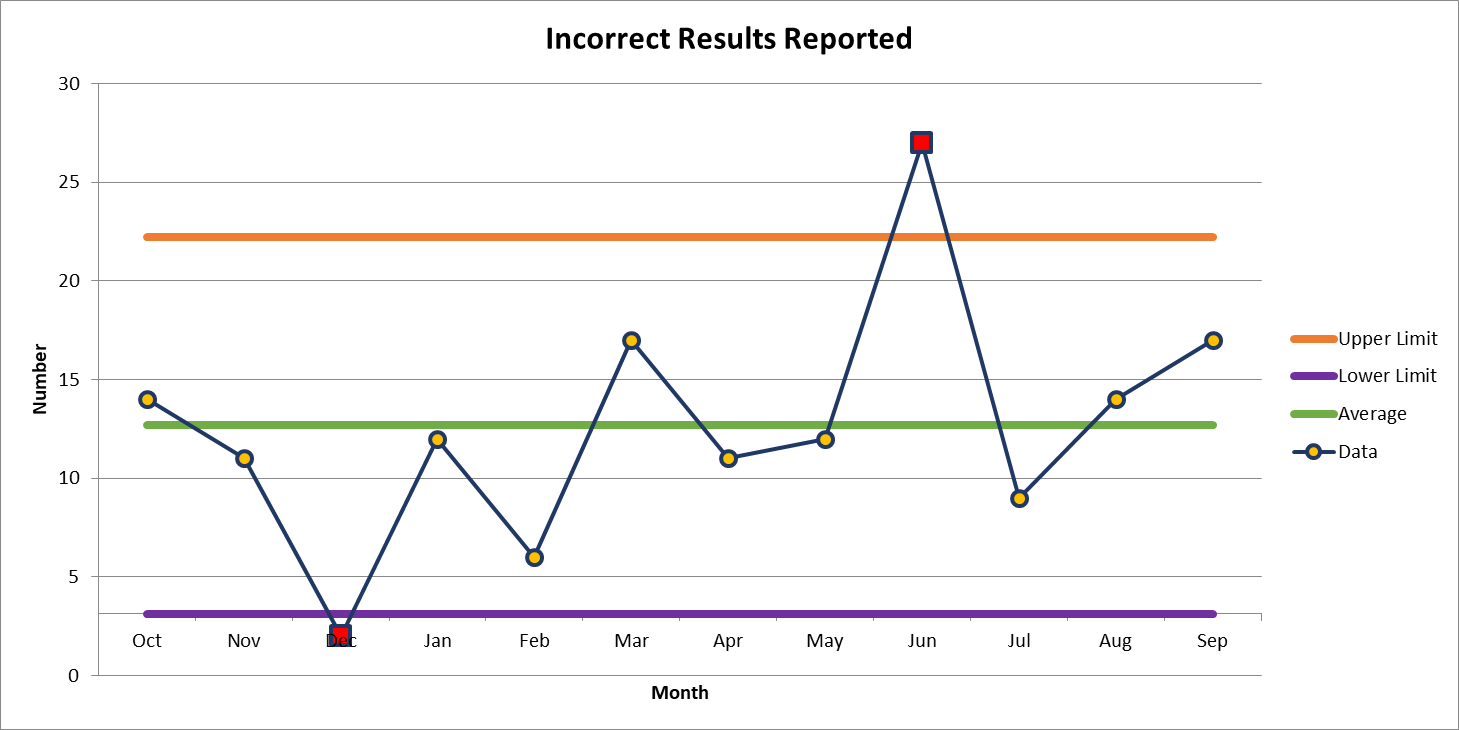 Incorrect Results Reported
30
25
20
15
10
5
0
Number
Oct Nov Dec Jan Feb Mar Apr May Jun Jul Aug Sep
Month
Upper Limit
Lower Limit
Average
Data